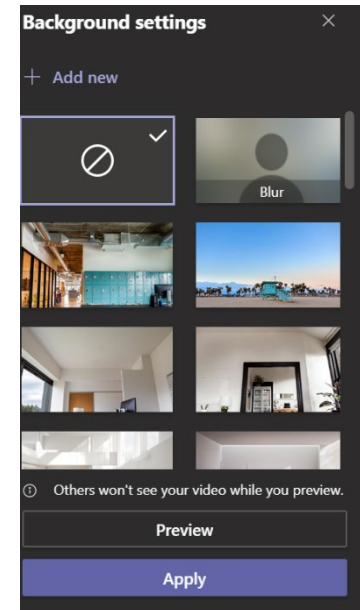 Background settings
Add new
Blur
Others won't see your video while you preview.
Preview
Apply